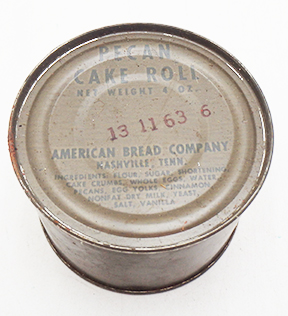 PECAN
CAKE ROLL
NET WEIGHT 4 OZ.
13 11 63 6
AMERICAN BREAD COMPANY
NASHVILLE, TENN.
INGREDIENTS: FLOUR, SUGAR, SHORTENING,
CAKE CRUMBS, WHOLE EGGS, WATER,
PECANS, EGG YOLKS, CINNAMON,
NONFAT DRY MILK, YEAST,
SALT, VANILLA